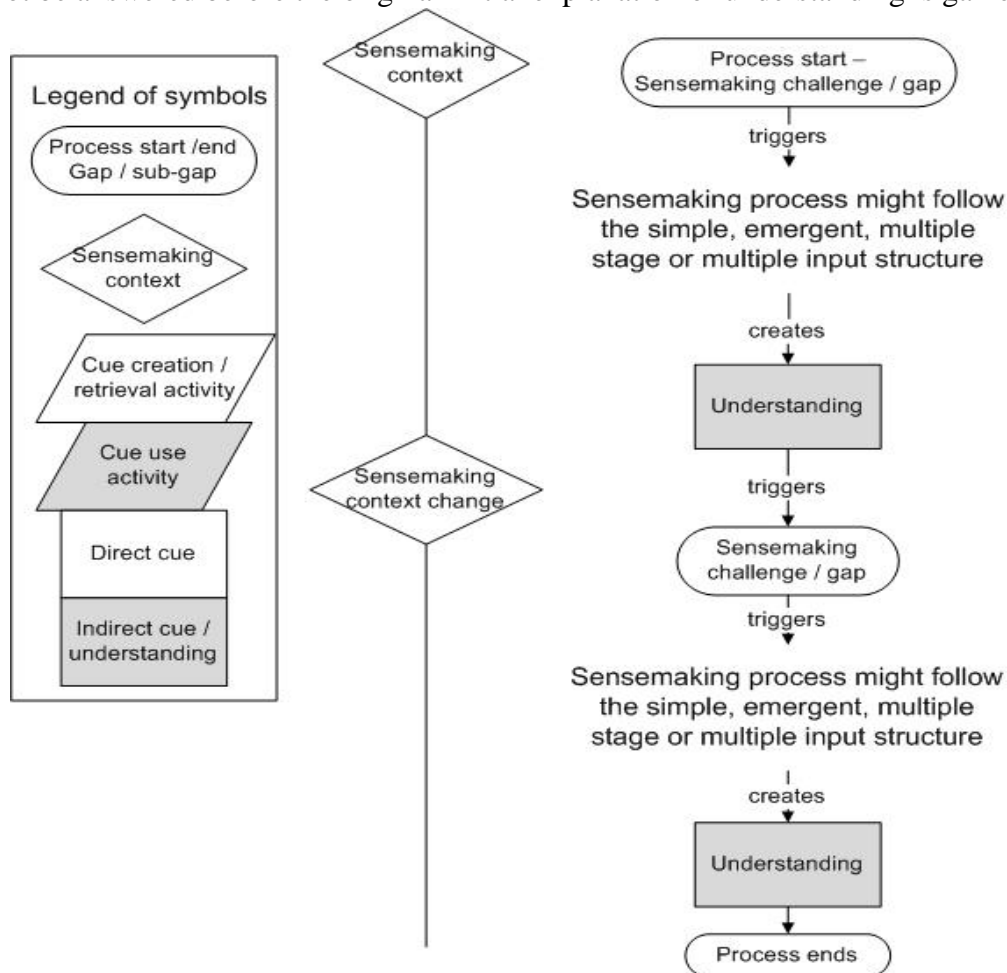 Legend of symbols
Process start /end
Gap / sub-gap
Sensemaking
context
Cue creation /
retrieval activity
Cue use
activity
Direct cue
Indirect cue /
understanding
Sensemaking
context
Sensemaking
context change
Process start –
Sensemaking challenge / gap
triggers
Sensemaking process might follow
the simple, emergent, multiple
stage or multiple input structure
creates
Understanding
triggers
Sensemaking
challenge / gap
triggers
Sensemaking process might follow
the simple, emergent, multiple
stage or multiple input structure
creates
Understanding
Process ends